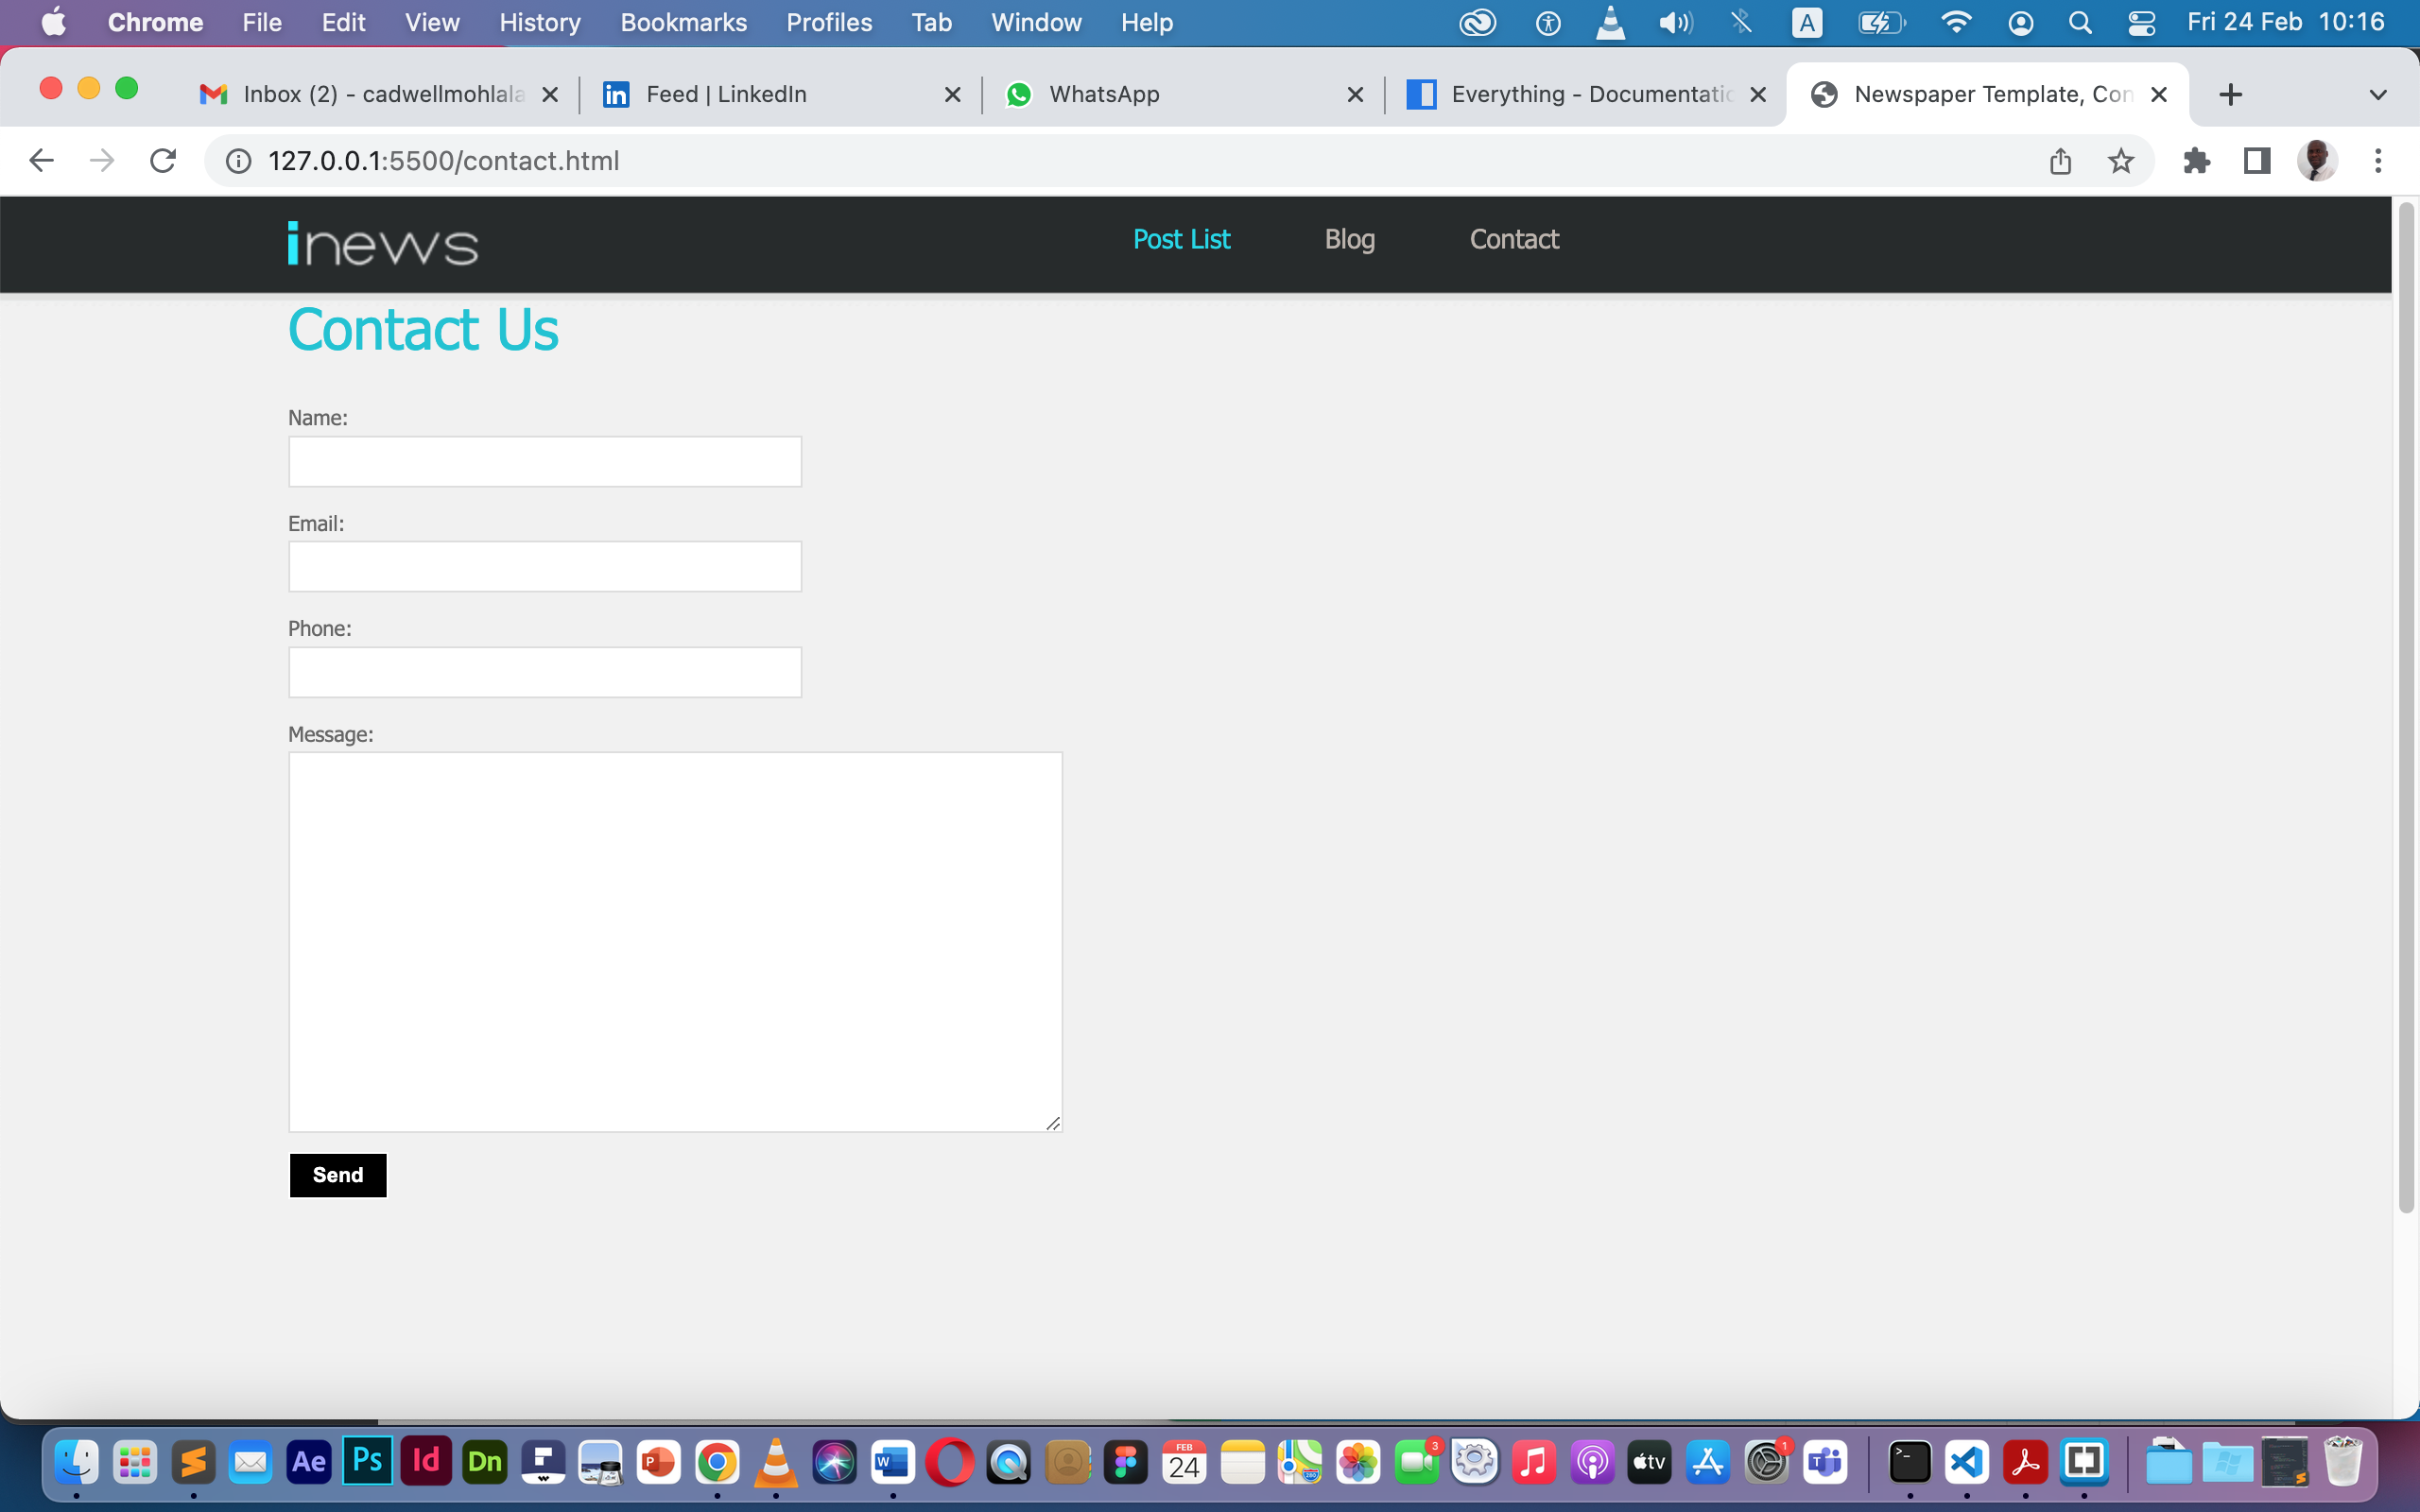 Chrome File Edit View History Bookmarks Profiles Tab Window Help A Fri 24 Feb 10:16
Inbox (2) - cadwellmohlala Feed | LinkedIn WhatsApp Everything - Documentatio Newspaper Template, Con
127.0.0.1:5500/contact.html
inews Post List Blog Contact
Contact Us
Name:
Email:
Phone:
Message:
Send
Ae Ps Id Dn P W FEB 24 280 3 tv 1 T